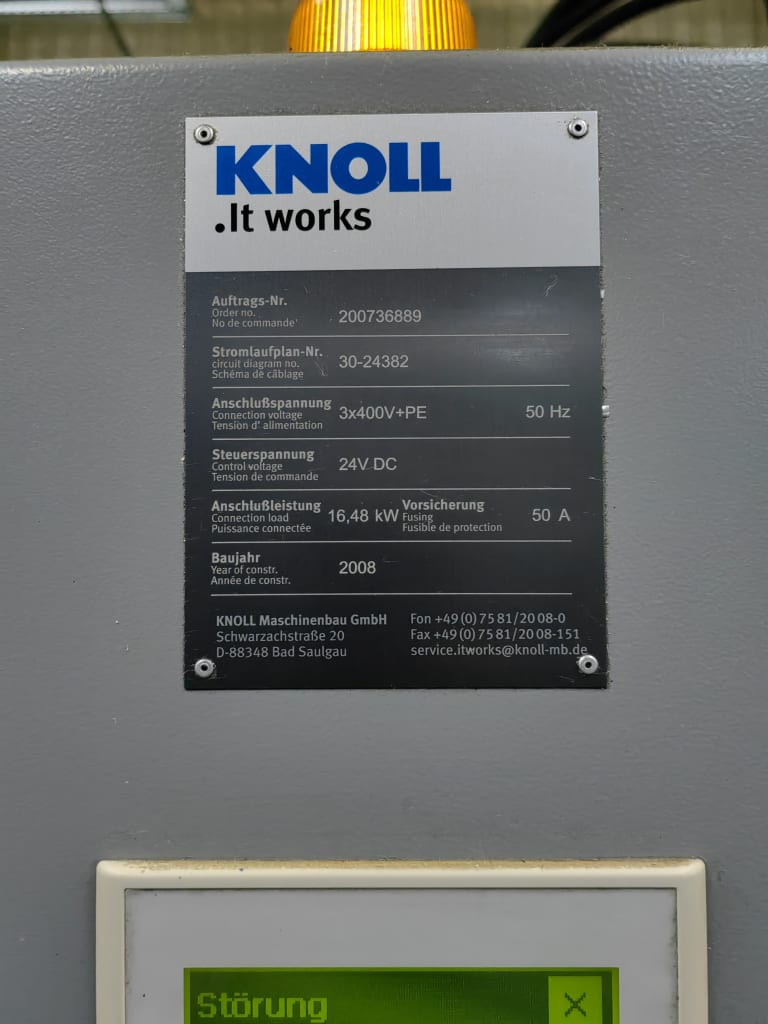 KNOLL
.It works
Auftrags-Nr.
Order no.
No de commande
200736889
Stromlaufplan-Nr.
circuit diagram no.
Schéma de câblage
30-24382
Anschlußspannung
Connection voltage
Tension d' alimentation
3x400V+PE 50 Hz
Steuerspannung
Control voltage
Tension de commande
24V DC
Anschlußleistung
Connection load
Puissance connectée
16,48 kW
Vorsicherung
Fusing
Fusible de protection
50 A
Baujahr
Year of constr.
Année de constr.
2008
KNOLL Maschinenbau GmbH
Schwarzachstraße 20
D-88348 Bad Saulgau
Fon +49 (0) 75 81/20 08-0
Fax +49 (0) 75 81/20 08-151
service.itworks@knoll-mb.de
Störung X